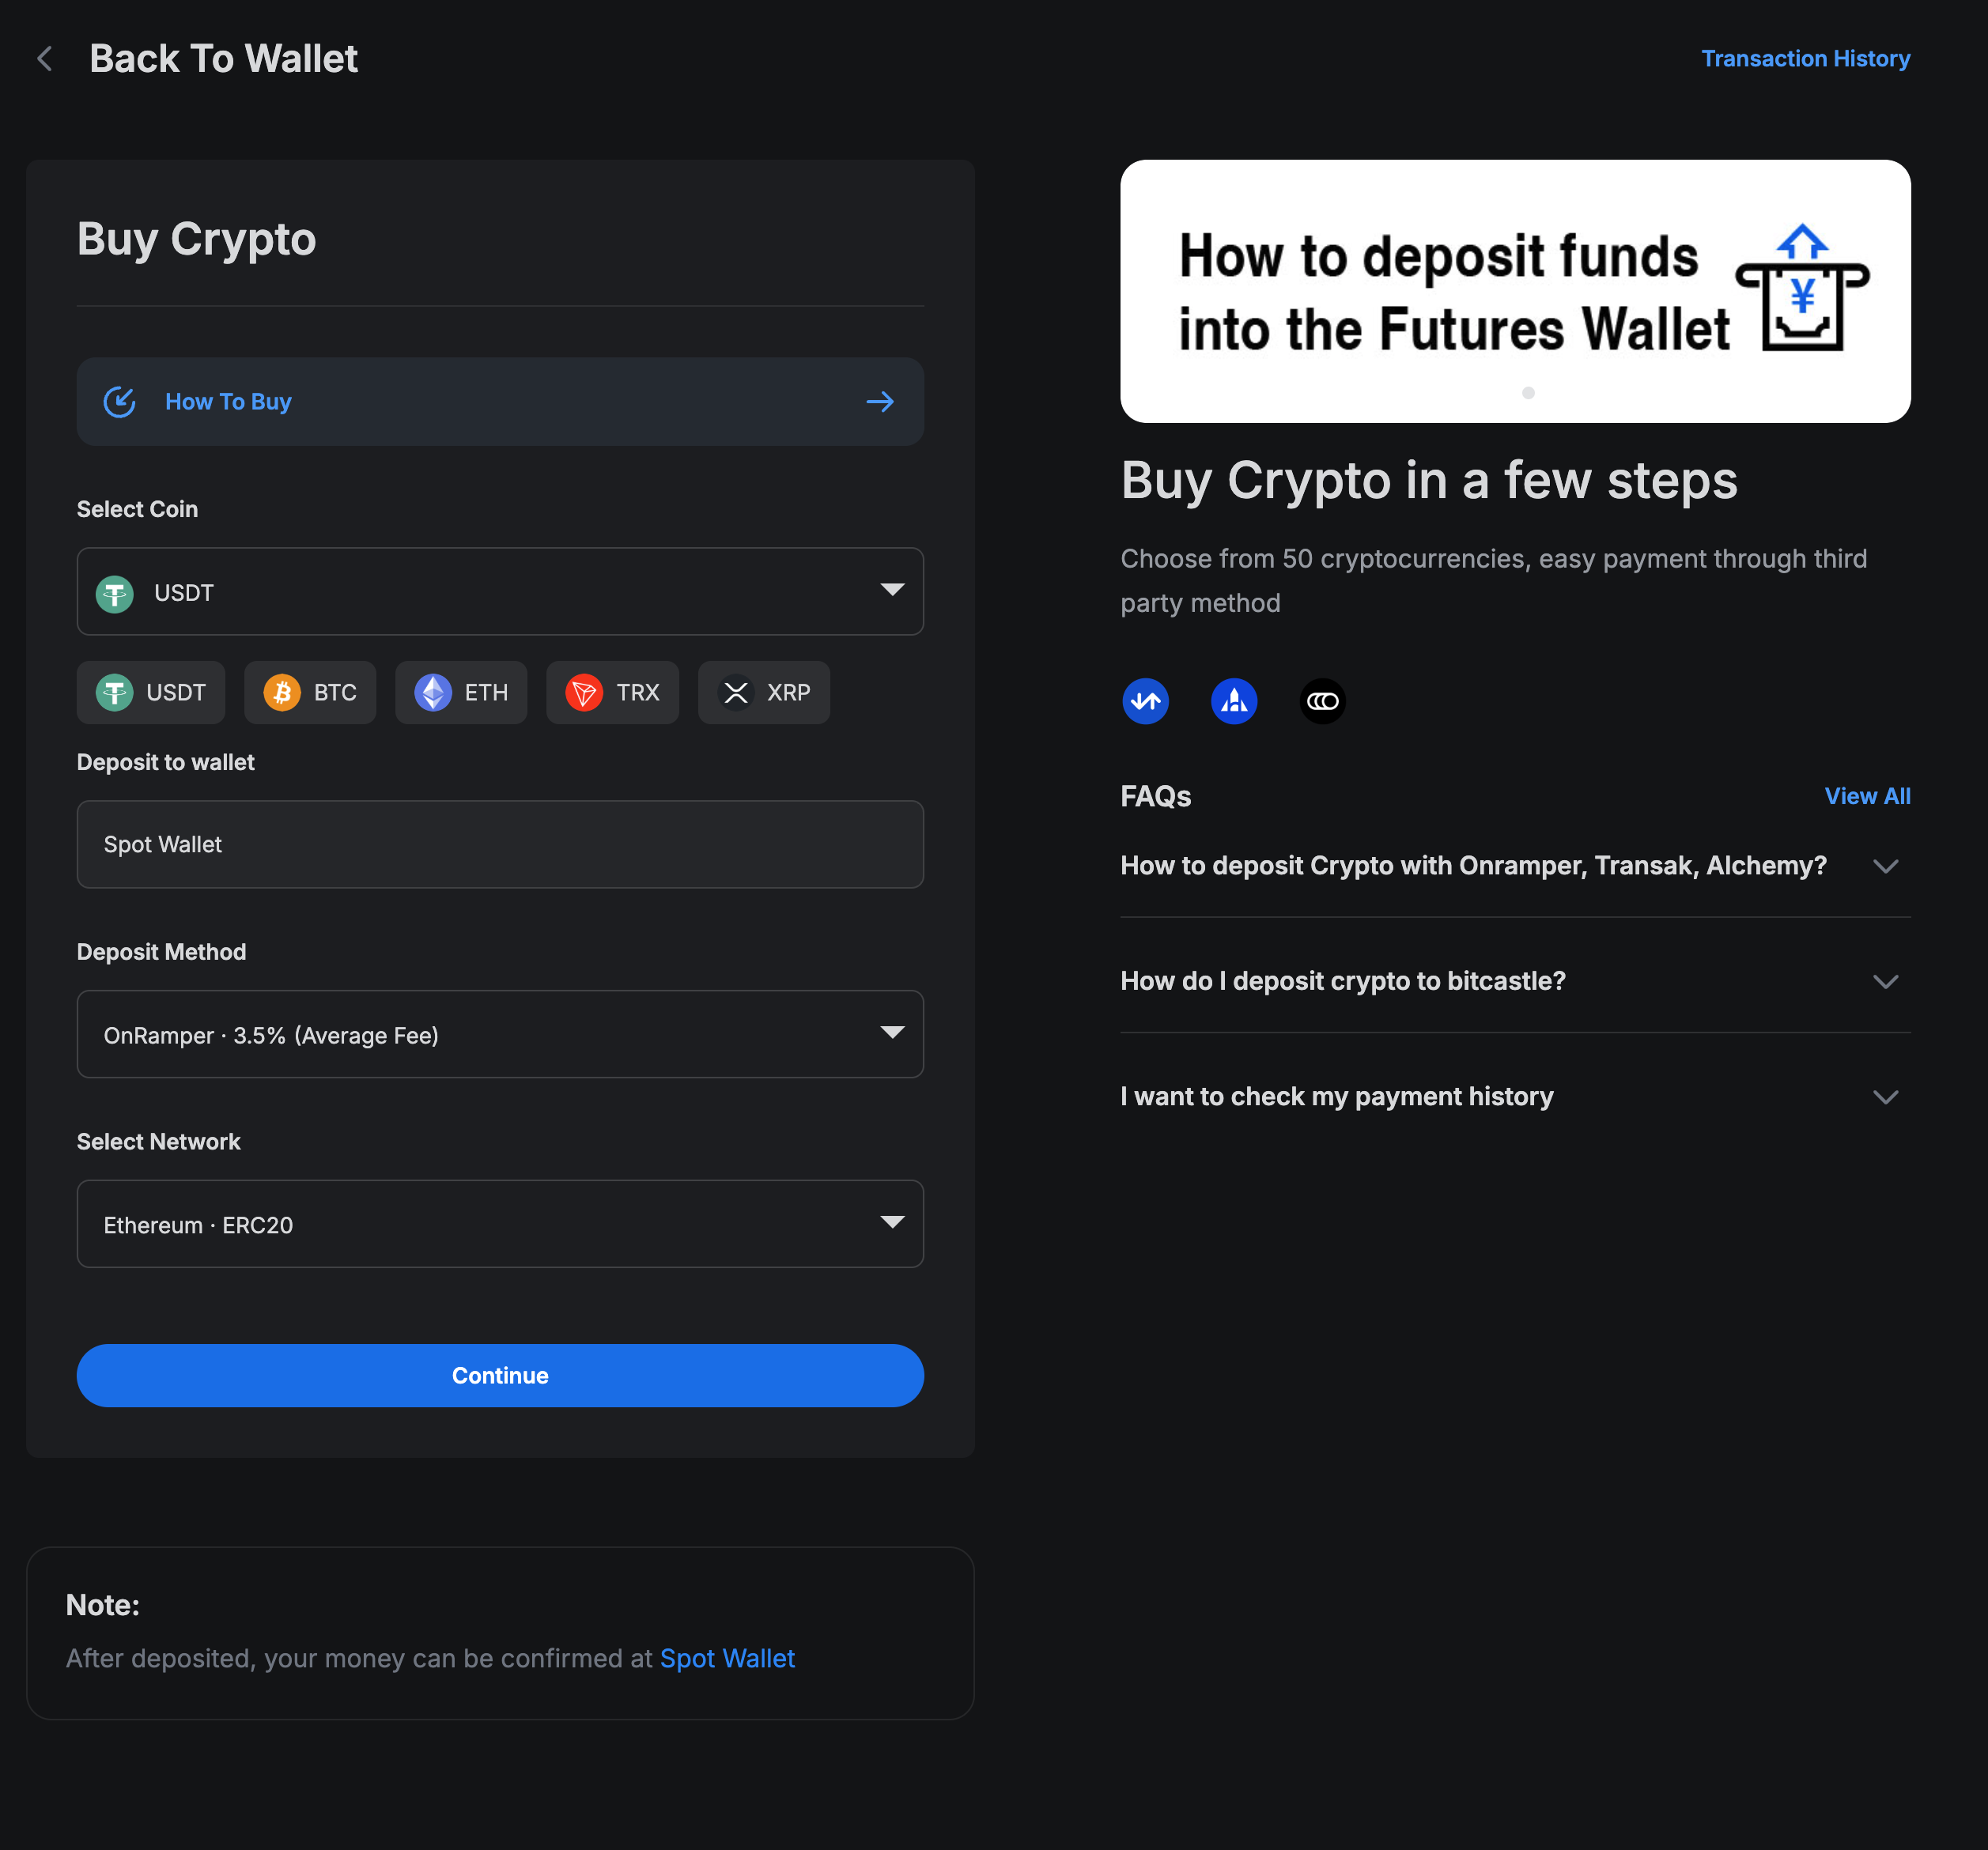 Back To Wallet
Transaction History
Buy Crypto
How To Buy
Select Coin
USDT
USDT
BTC
ETH
TRX
XRP
Deposit to wallet
Spot Wallet
Deposit Method
OnRamper · 3.5% (Average Fee)
Select Network
Ethereum · ERC20
Continue
Note:
After deposited, your money can be confirmed at Spot Wallet
How to deposit funds
into the Futures Wallet
¥
Buy Crypto in a few steps
Choose from 50 cryptocurrencies, easy payment through third
party method
FAQs
View All
How to deposit Crypto with Onramper, Transak, Alchemy?
How do I deposit crypto to bitcastle?
I want to check my payment history